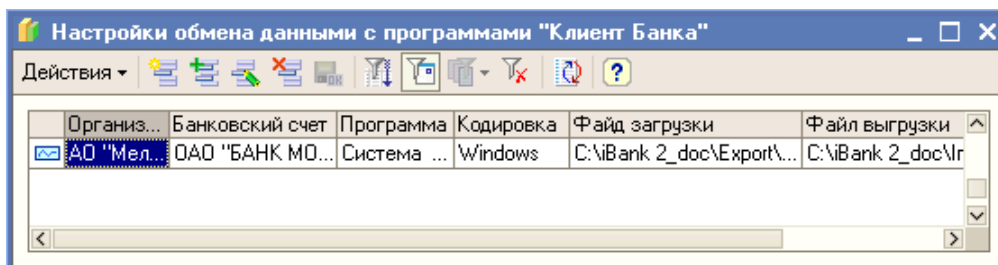 Настройки обмена данными с программами "Клиент Банка"
Действия
Организ... Банковский счет Программа Кодировка Файд загрузки Файл выгрузки
АО "Мел... ОАО "БАНК МО... Система ... Windows C:\iBank 2_doc\Export\... C:\iBank 2_doc\Ir